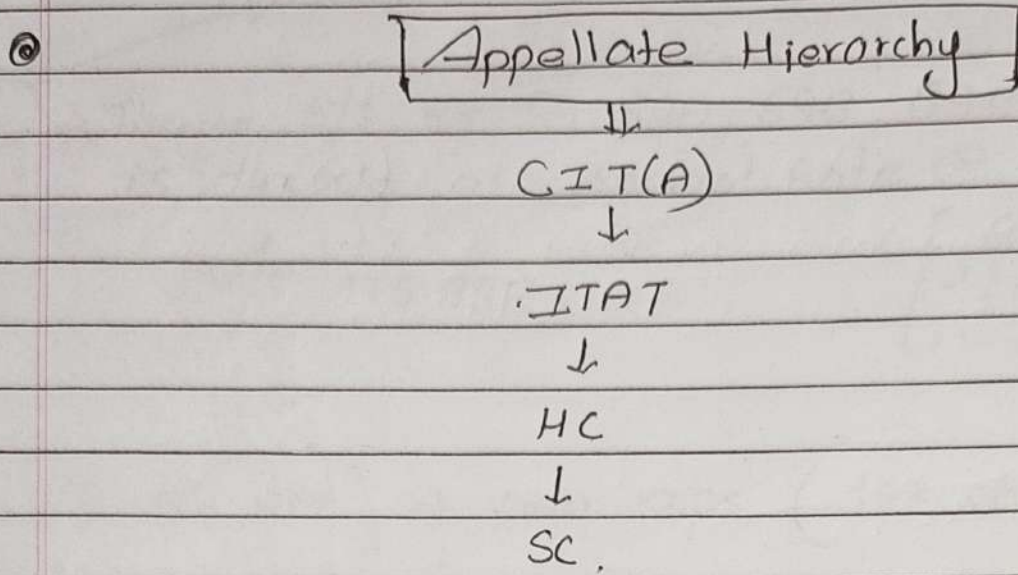 Appellate Hierarchy
CIT(A)
ITAT
HC
SC.